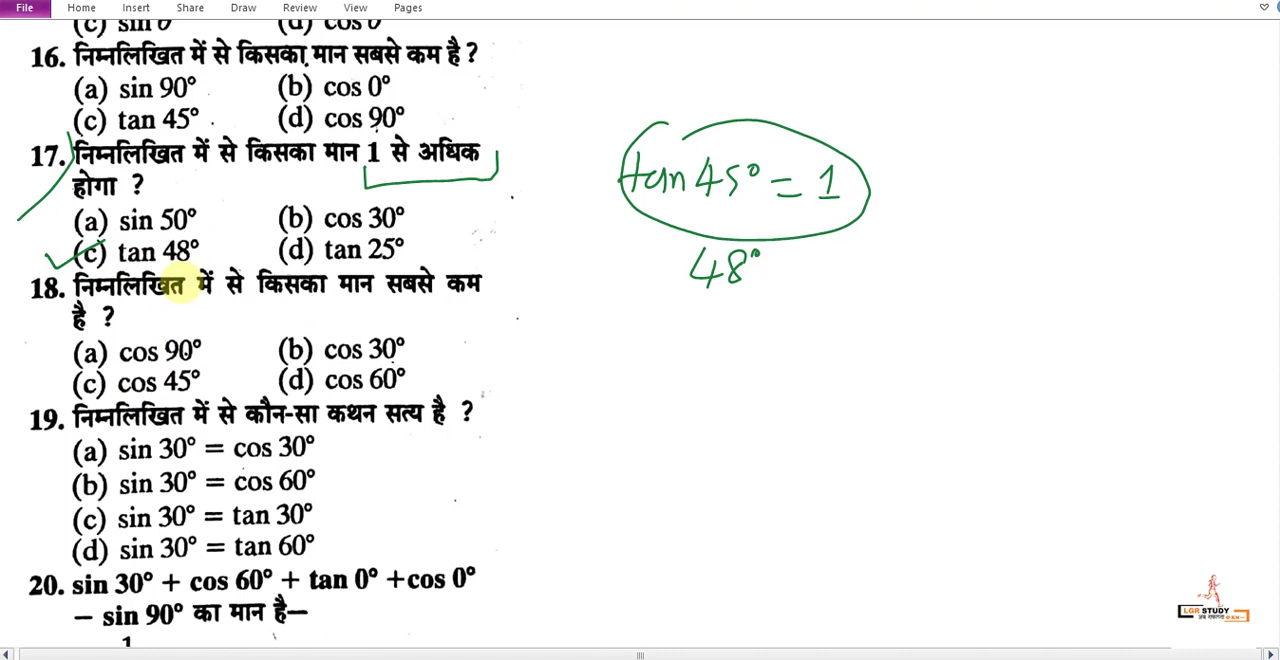 File Home Insert Share Draw Review View Pages
(c) sin θ (d) cos θ
16. निम्नलिखित में से किसका मान सबसे कम है ?
(a) sin 90° (b) cos 0°
(c) tan 45° (d) cos 90°
17. निम्नलिखित में से किसका मान 1 से अधिक
होगा ?
(a) sin 50° (b) cos 30°
(c) tan 48° (d) tan 25°
18. निम्नलिखित में से किसका मान सबसे कम
है ?
(a) cos 90° (b) cos 30°
(c) cos 45° (d) cos 60°
19. निम्नलिखित में से कौन-सा कथन सत्य है ?
(a) sin 30° = cos 30°
(b) sin 30° = cos 60°
(c) sin 30° = tan 30°
(d) sin 30° = tan 60°
20. sin 30° + cos 60° + tan 0° +cos 0°
– sin 90° का मान है–
1
tan 45° = 1
48°
LGR STUDY